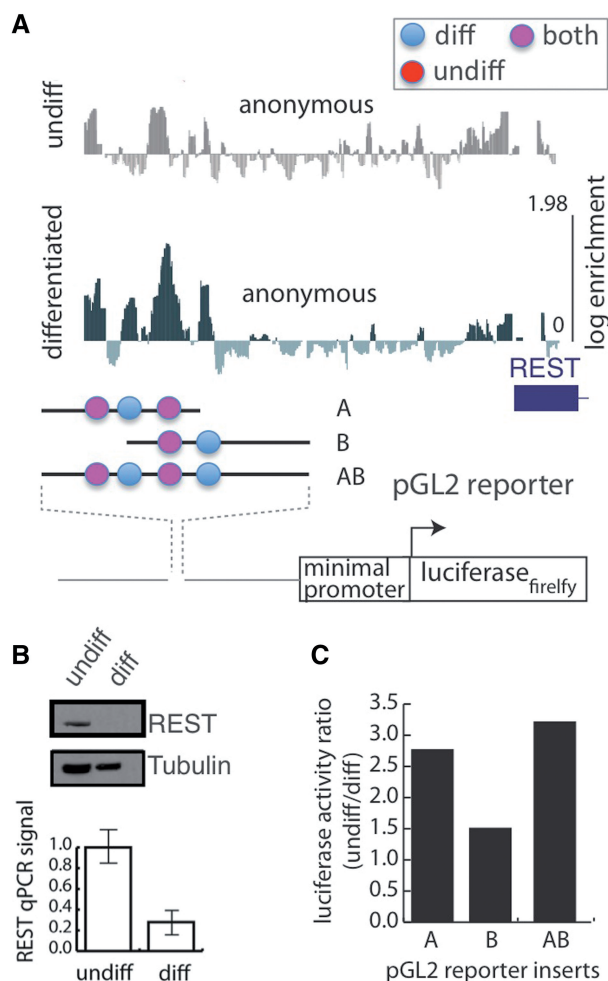 A
diff
both
undiff
undiff
anonymous
1.98
differentiated
anonymous
0
log enrichment
REST
A
B
AB
pGL2 reporter
minimal
promoter
luciferase firelfy
B
undiff
diff
REST
Tubulin
REST qPCR signal
1.0
0.8
0.6
0.4
0.2
0.0
undiff
diff
C
luciferase activity ratio
(undiff/diff)
3.5
3.0
2.5
2.0
1.5
1.0
0.5
0.0
A
B
AB
pGL2 reporter inserts